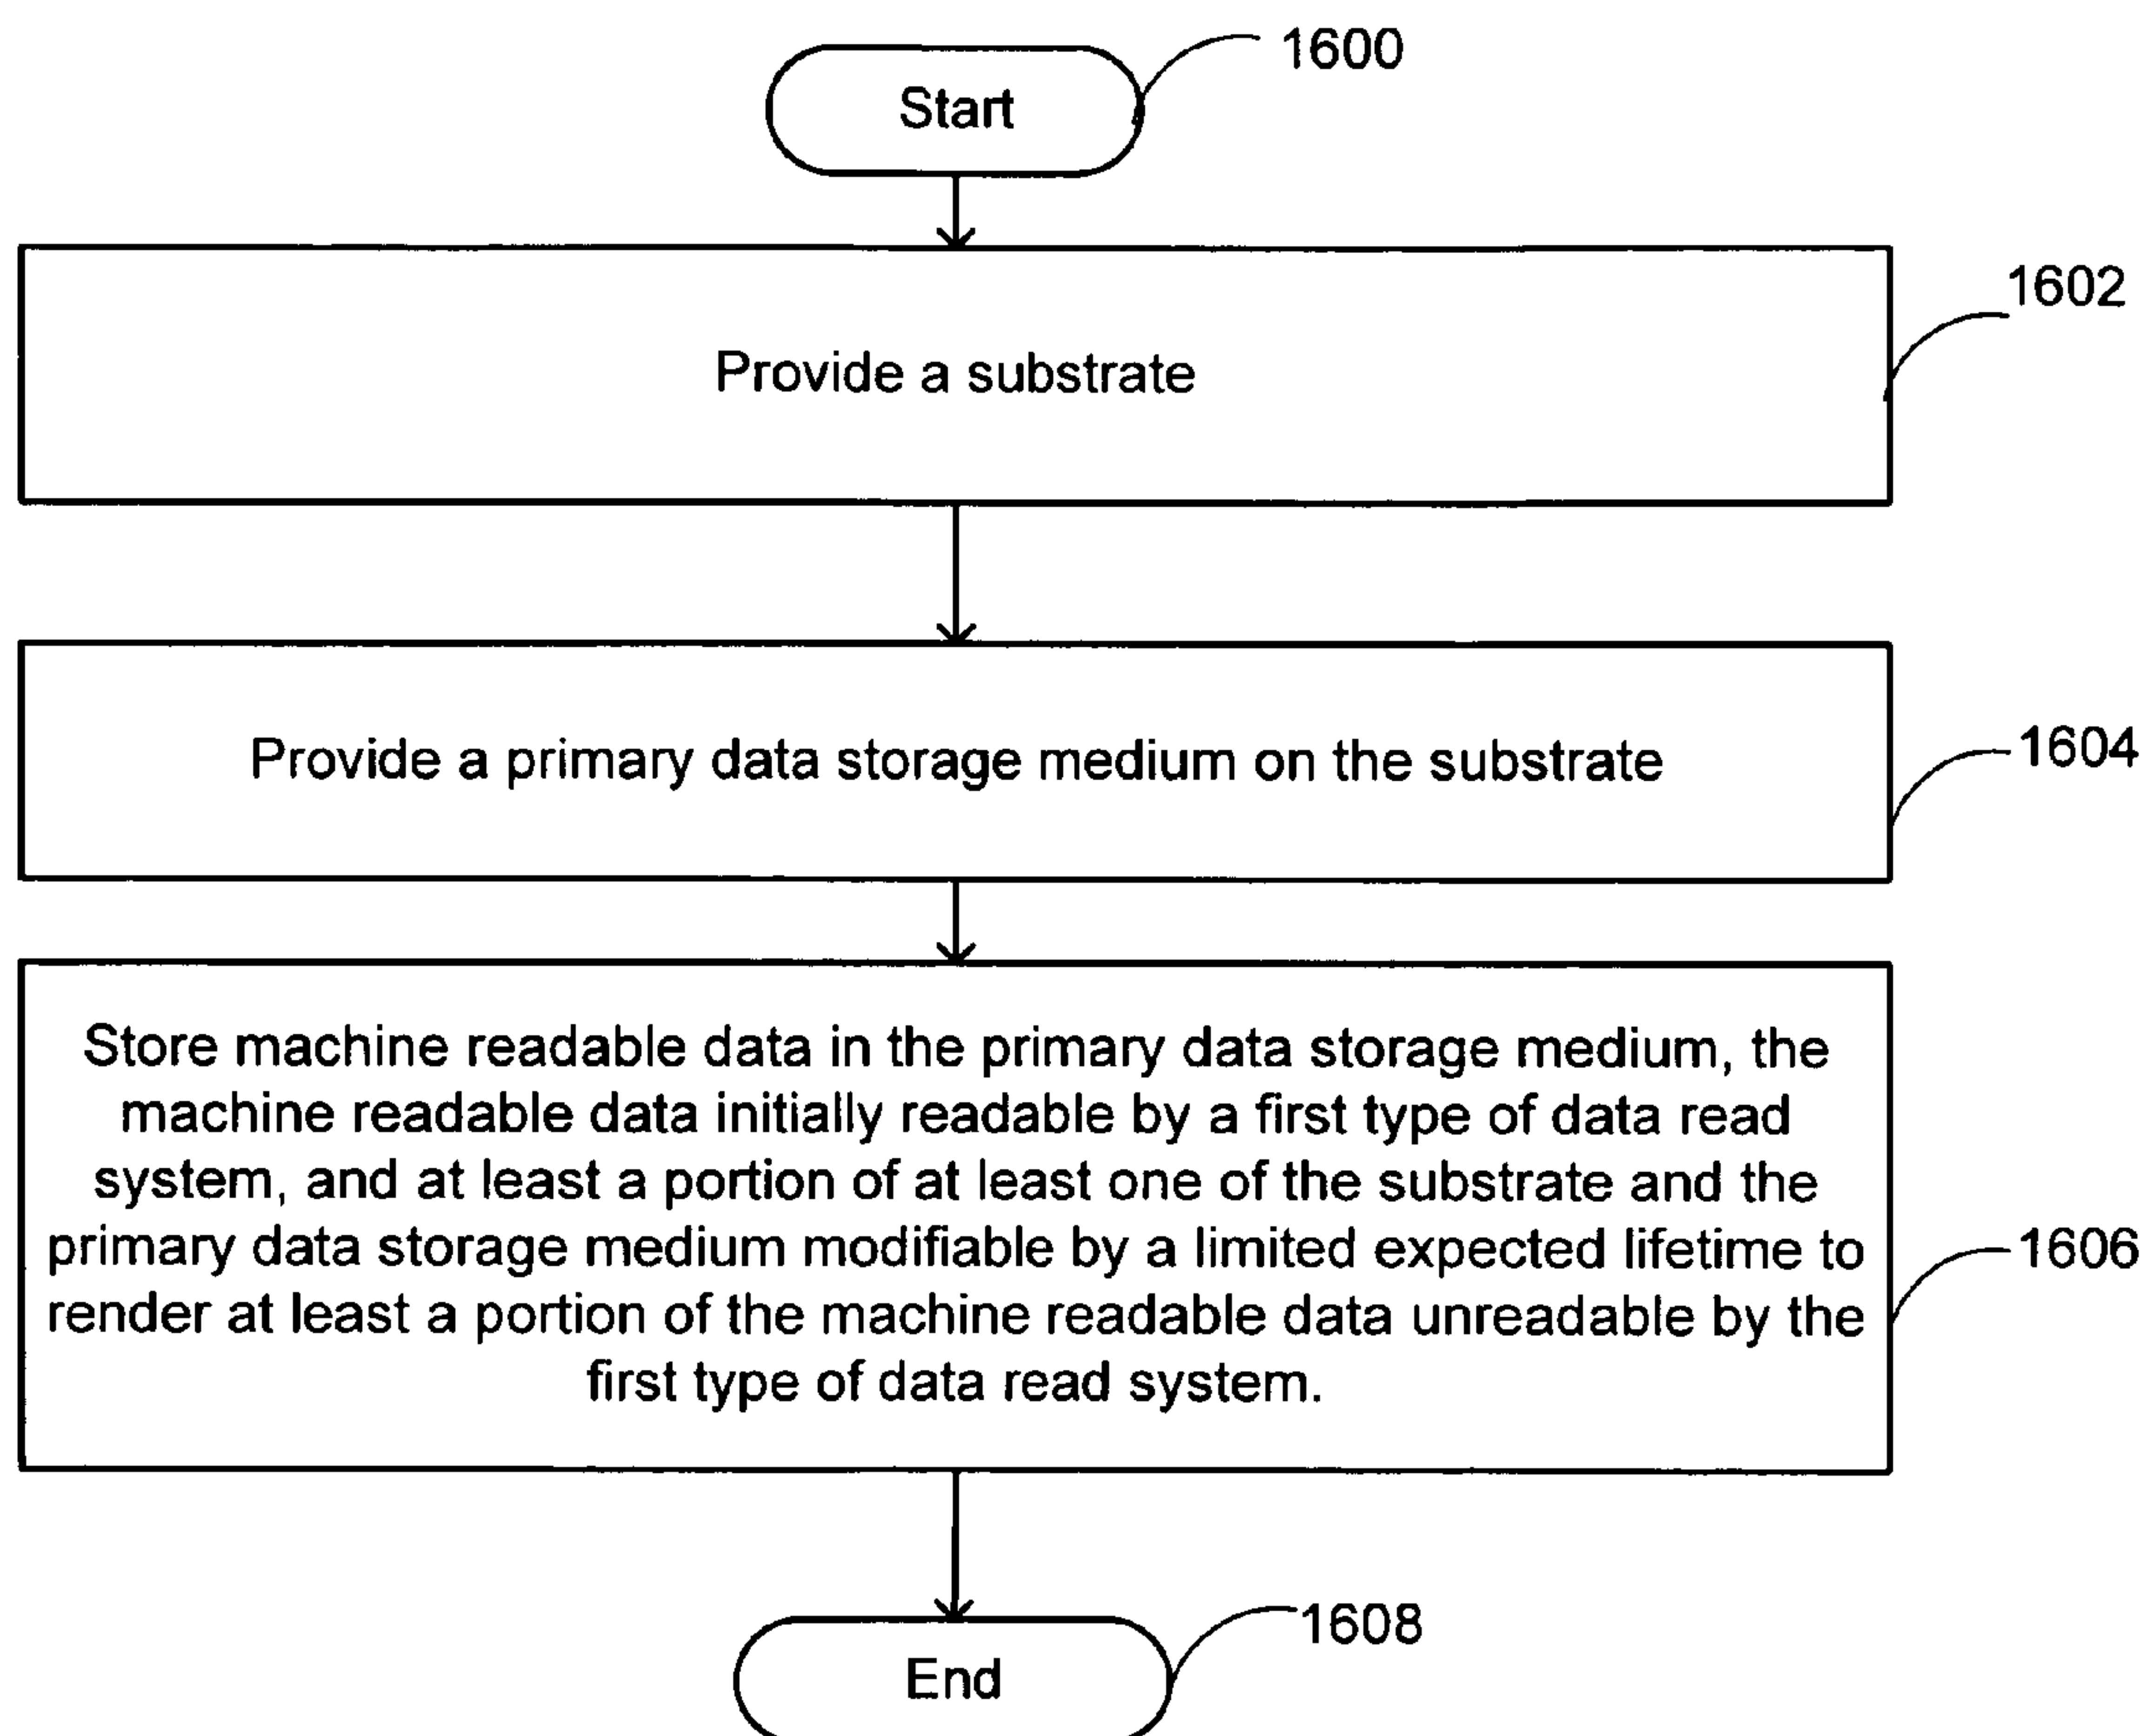 1600
Start
1602
Provide a substrate
1604
Provide a primary data storage medium on the substrate
Store machine readable data in the primary data storage medium, the
machine readable data initially readable by a first type of data read
system, and at least a portion of at least one of the substrate and the
primary data storage medium modifiable by a limited expected lifetime to
1606
render at least a portion of the machine readable data unreadable by the
first type of data read system.
1608
End